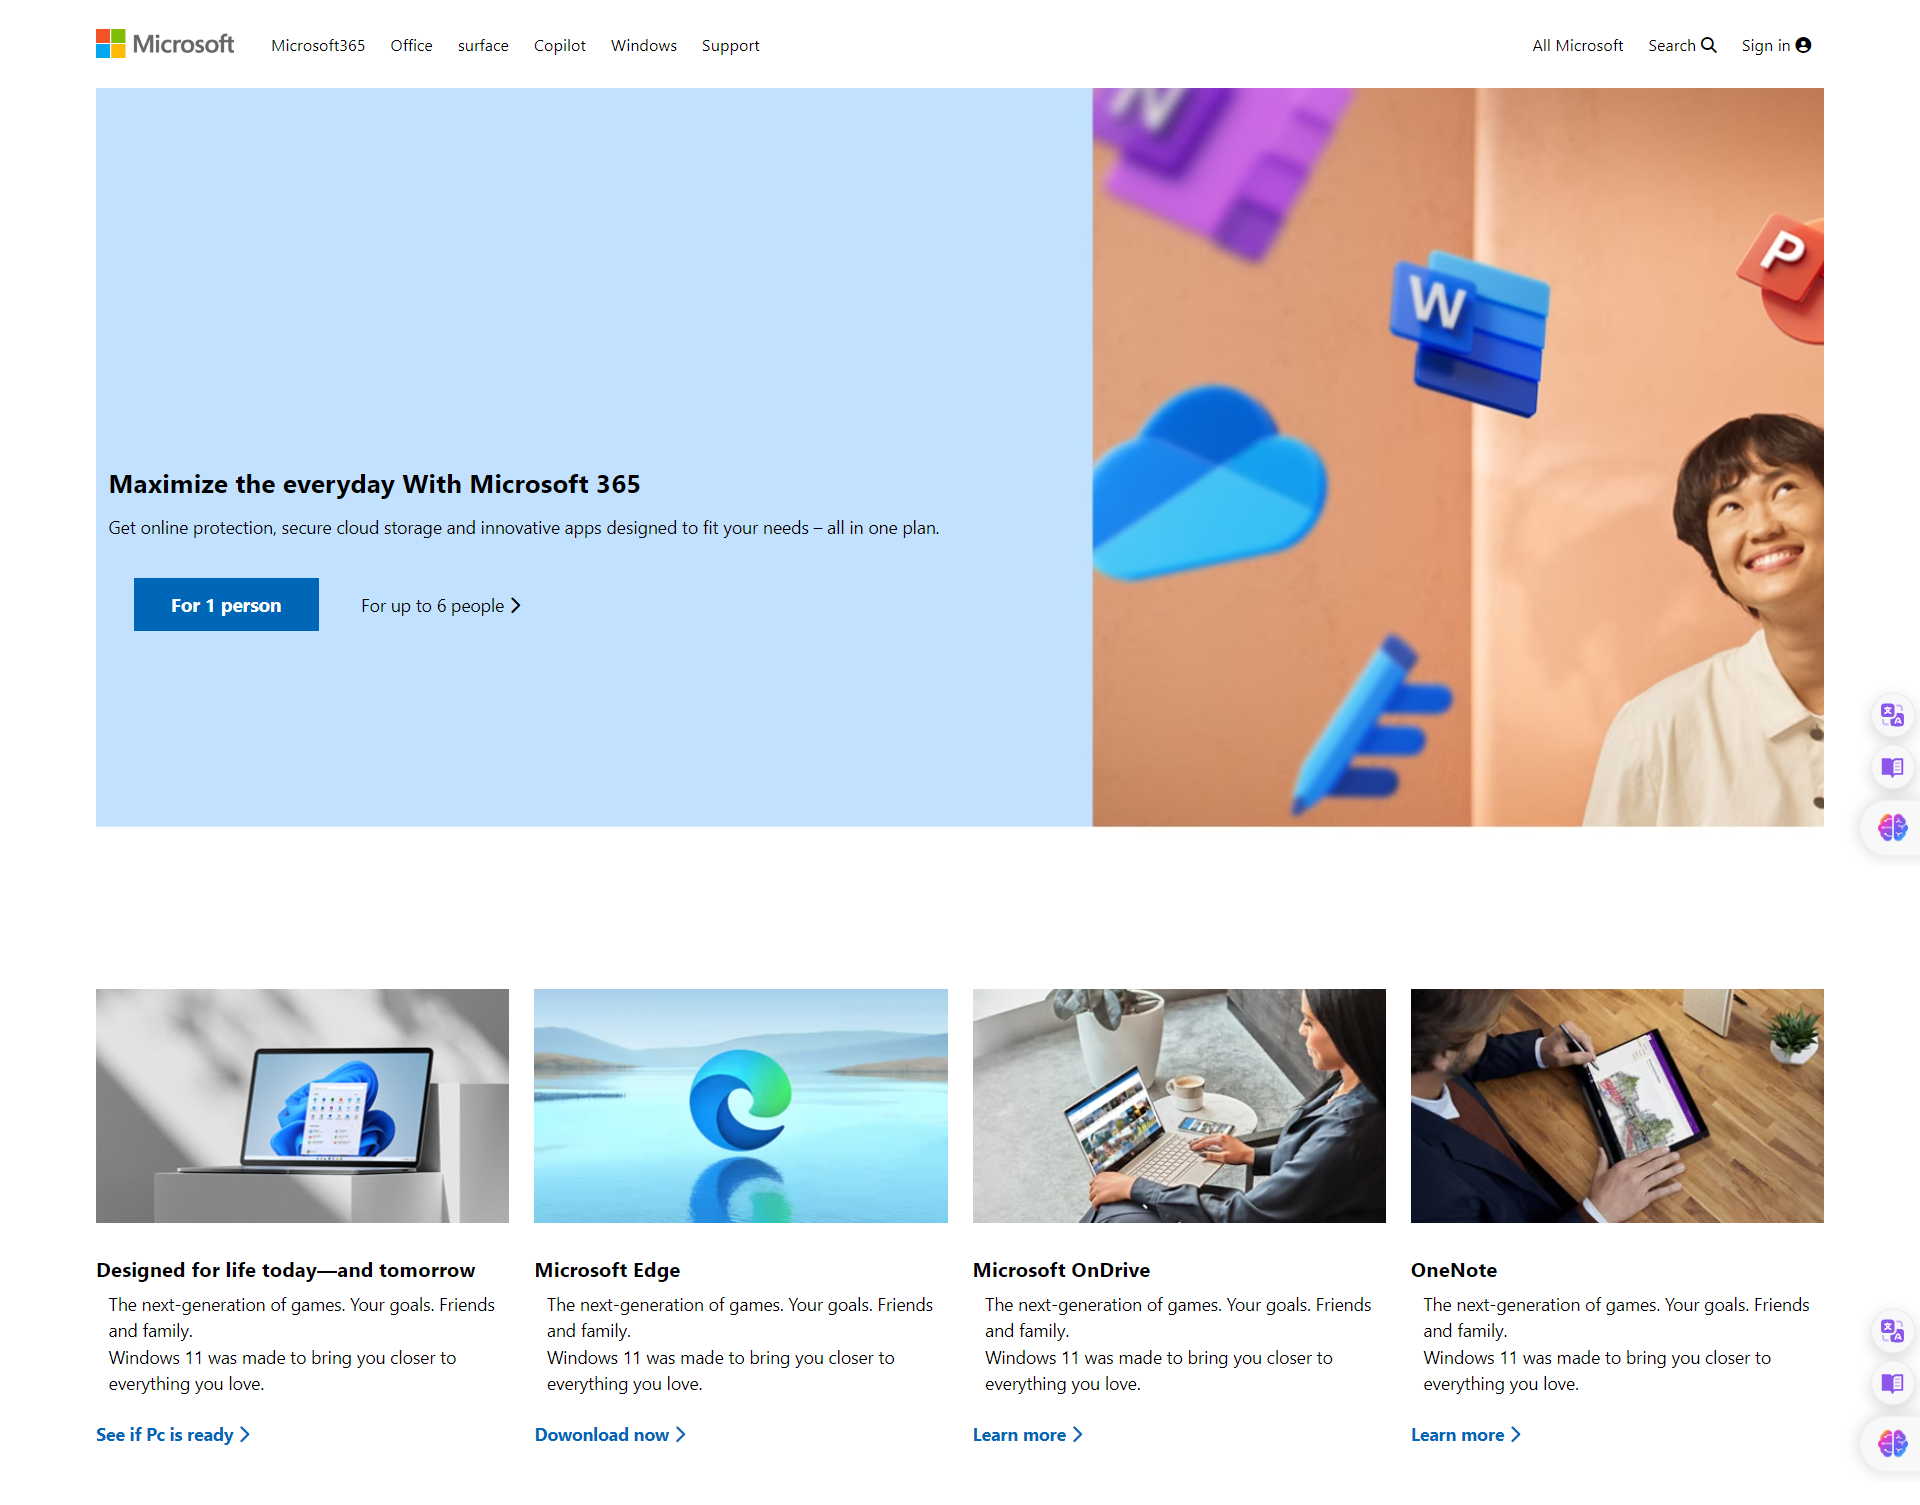 Microsoft
Microsoft365
Office
surface
Copilot
Windows
Support
All Microsoft
Search
Sign in
N
W
P
Maximize the everyday With Microsoft 365
Get online protection, secure cloud storage and innovative apps designed to fit your needs – all in one plan.
For 1 person
For up to 6 people
Designed for life today—and tomorrow
The next-generation of games. Your goals. Friends
and family.
Windows 11 was made to bring you closer to
everything you love.
See if Pc is ready
Microsoft Edge
The next-generation of games. Your goals. Friends
and family.
Windows 11 was made to bring you closer to
everything you love.
Dowonload now
Microsoft OnDrive
The next-generation of games. Your goals. Friends
and family.
Windows 11 was made to bring you closer to
everything you love.
Learn more
OneNote
The next-generation of games. Your goals. Friends
and family.
Windows 11 was made to bring you closer to
everything you love.
Learn more